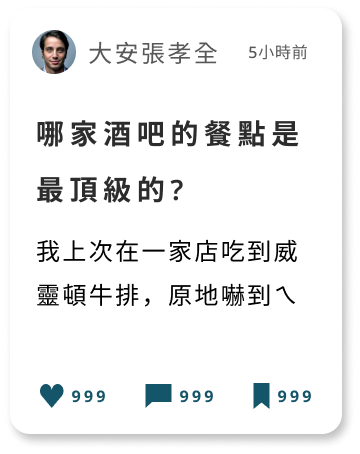 大安張孝全
5小時前
哪家酒吧的餐點是
最頂級的?
我上次在一家店吃到威
靈頓牛排，原地嚇到ㄟ
999
999
999